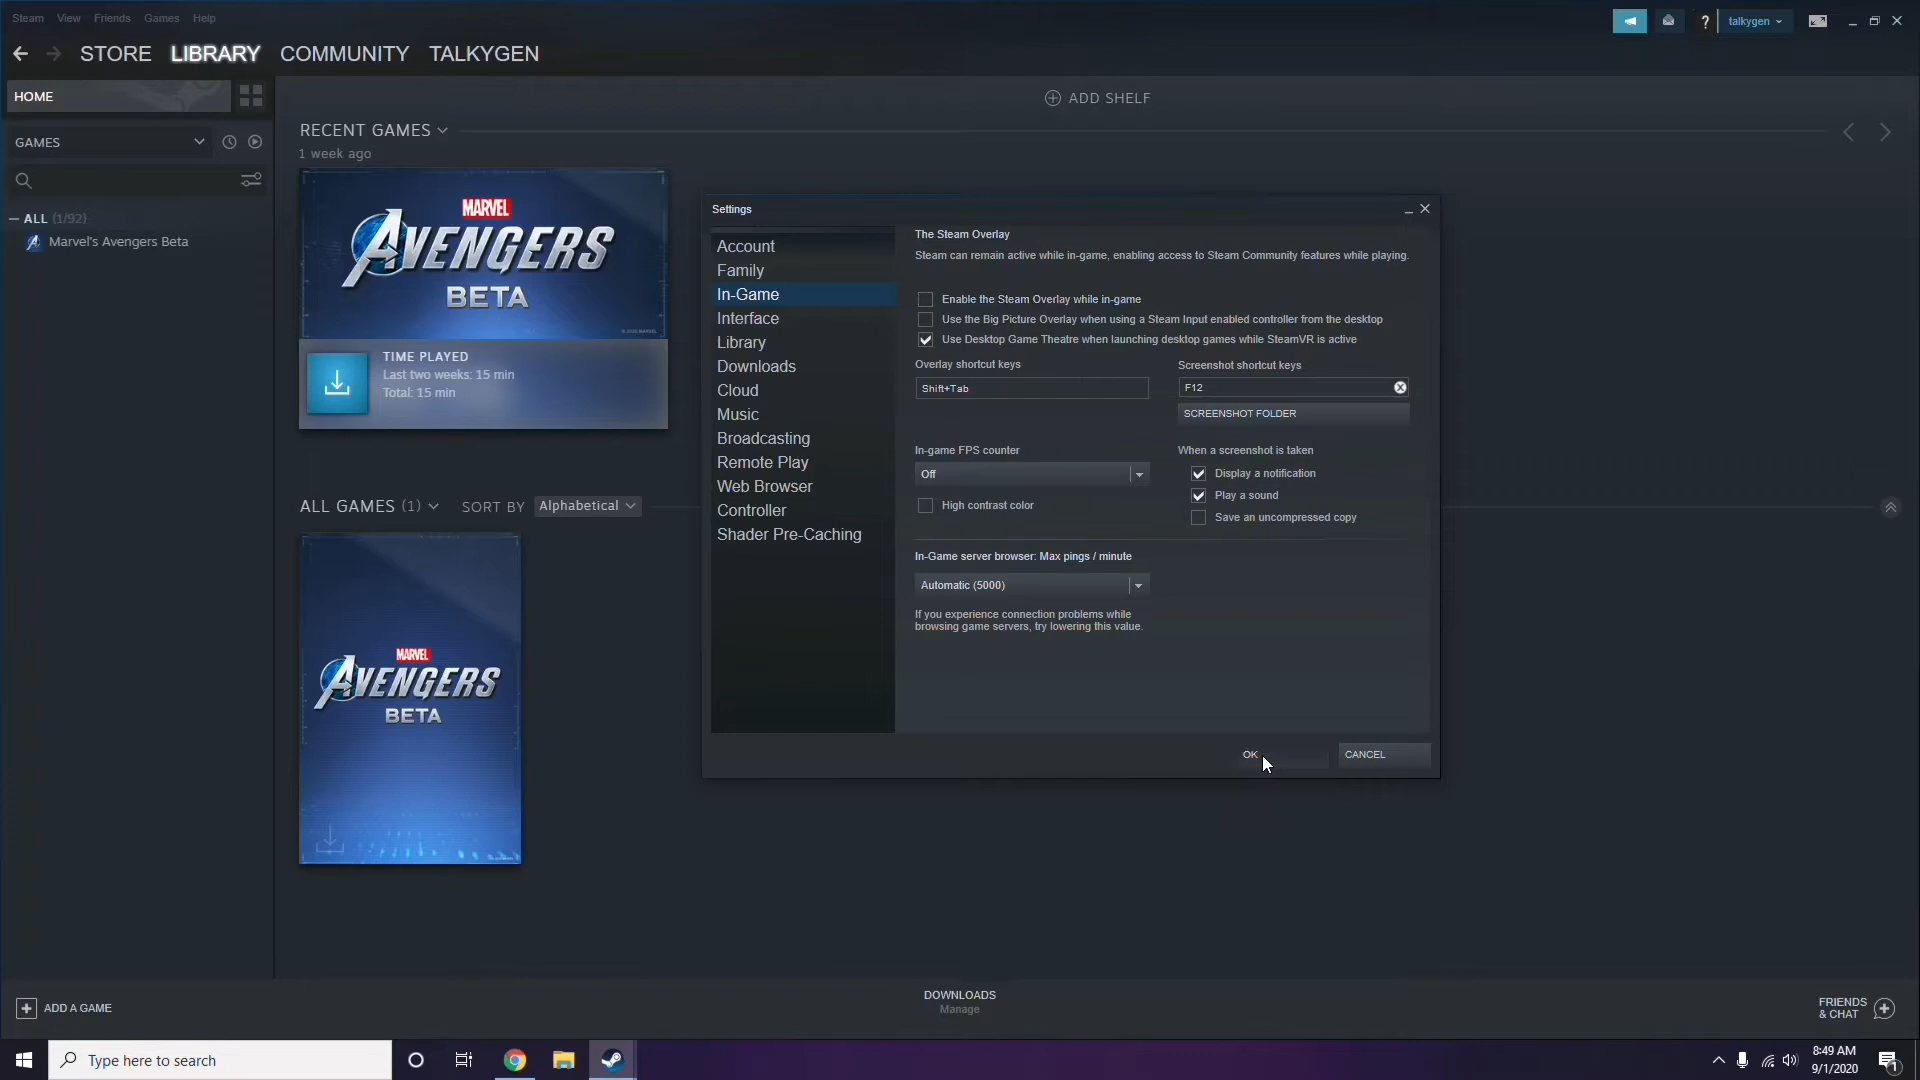 Steam View Friends Games Help
? talkygen
STORE LIBRARY COMMUNITY TALKYGEN
HOME
ADD SHELF
GAMES
RECENT GAMES
1 week ago
ALL (1/92)
Marvel's Avengers Beta
MARVEL
AVENGERS
BETA
TIME PLAYED
Last two weeks: 15 min
Total: 15 min
ALL GAMES (1) SORT BY Alphabetical
MARVEL
AVENGERS
BETA
Settings
Account
Family
In-Game
Interface
Library
Downloads
Cloud
Music
Broadcasting
Remote Play
Web Browser
Controller
Shader Pre-Caching
The Steam Overlay
Steam can remain active while in-game, enabling access to Steam Community features while playing.
Enable the Steam Overlay while in-game
Use the Big Picture Overlay when using a Steam Input enabled controller from the desktop
Use Desktop Game Theatre when launching desktop games while SteamVR is active
Overlay shortcut keys
Shift+Tab
Screenshot shortcut keys
F12
SCREENSHOT FOLDER
In-game FPS counter
Off
High contrast color
When a screenshot is taken
Display a notification
Play a sound
Save an uncompressed copy
In-Game server browser: Max pings / minute
Automatic (5000)
If you experience connection problems while
browsing game servers, try lowering this value.
OK CANCEL
ADD A GAME
DOWNLOADS
Manage
FRIENDS
& CHAT
Type here to search
8:49 AM
9/1/2020
1